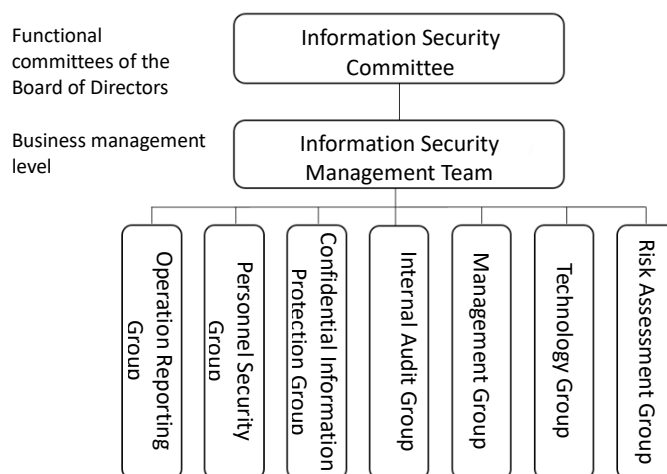 Functional
committees of the
Board of Directors
Information Security
Committee
Business management
level
Information Security
Management Team
Operation Reporting
Group
Personnel Security
Group
Confidential Information
Protection Group
Internal Audit Group
Management Group
Technology Group
Risk Assessment Group